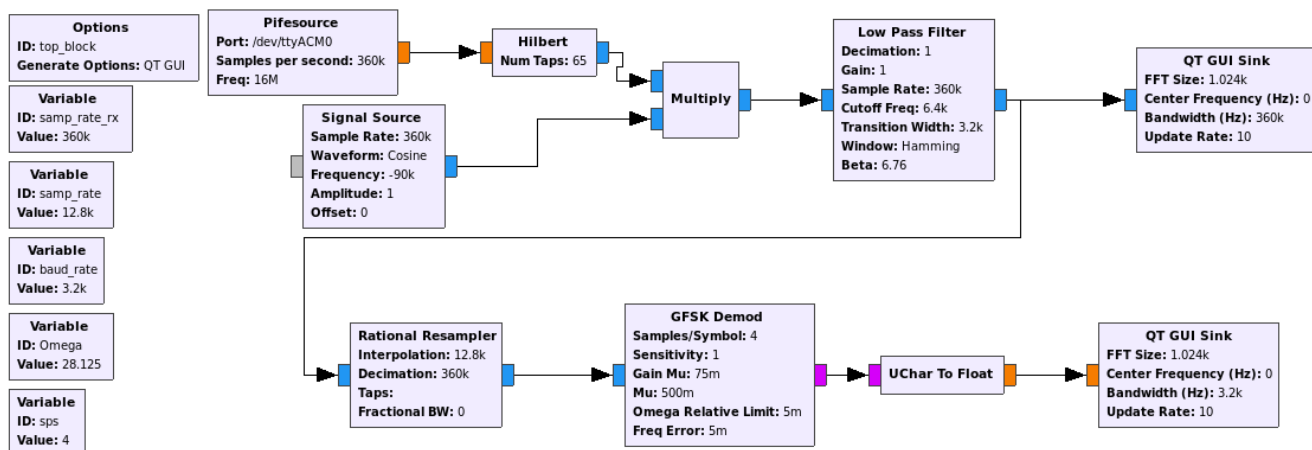 Options
ID: top_block
Generate Options: QT GUI
Variable
ID: samp_rate_rx
Value: 360k
Variable
ID: samp_rate
Value: 12.8k
Variable
ID: baud_rate
Value: 3.2k
Variable
ID: Omega
Value: 28.125
Variable
ID: sps
Value: 4
Pifesource
Port: /dev/ttyACM0
Samples per second: 360k
Freq: 16M
Hilbert
Num Taps: 65
Signal Source
Sample Rate: 360k
Waveform: Cosine
Frequency: -90k
Amplitude: 1
Offset: 0
Multiply
Low Pass Filter
Decimation: 1
Gain: 1
Sample Rate: 360k
Cutoff Freq: 6.4k
Transition Width: 3.2k
Window: Hamming
Beta: 6.76
QT GUI Sink
FFT Size: 1.024k
Center Frequency (Hz): 0
Bandwidth (Hz): 360k
Update Rate: 10
Rational Resampler
Interpolation: 12.8k
Decimation: 360k
Taps:
Fractional BW: 0
GFSK Demod
Samples/Symbol: 4
Sensitivity: 1
Gain Mu: 75m
Mu: 500m
Omega Relative Limit: 5m
Freq Error: 5m
UChar To Float
QT GUI Sink
FFT Size: 1.024k
Center Frequency (Hz): 0
Bandwidth (Hz): 3.2k
Update Rate: 10